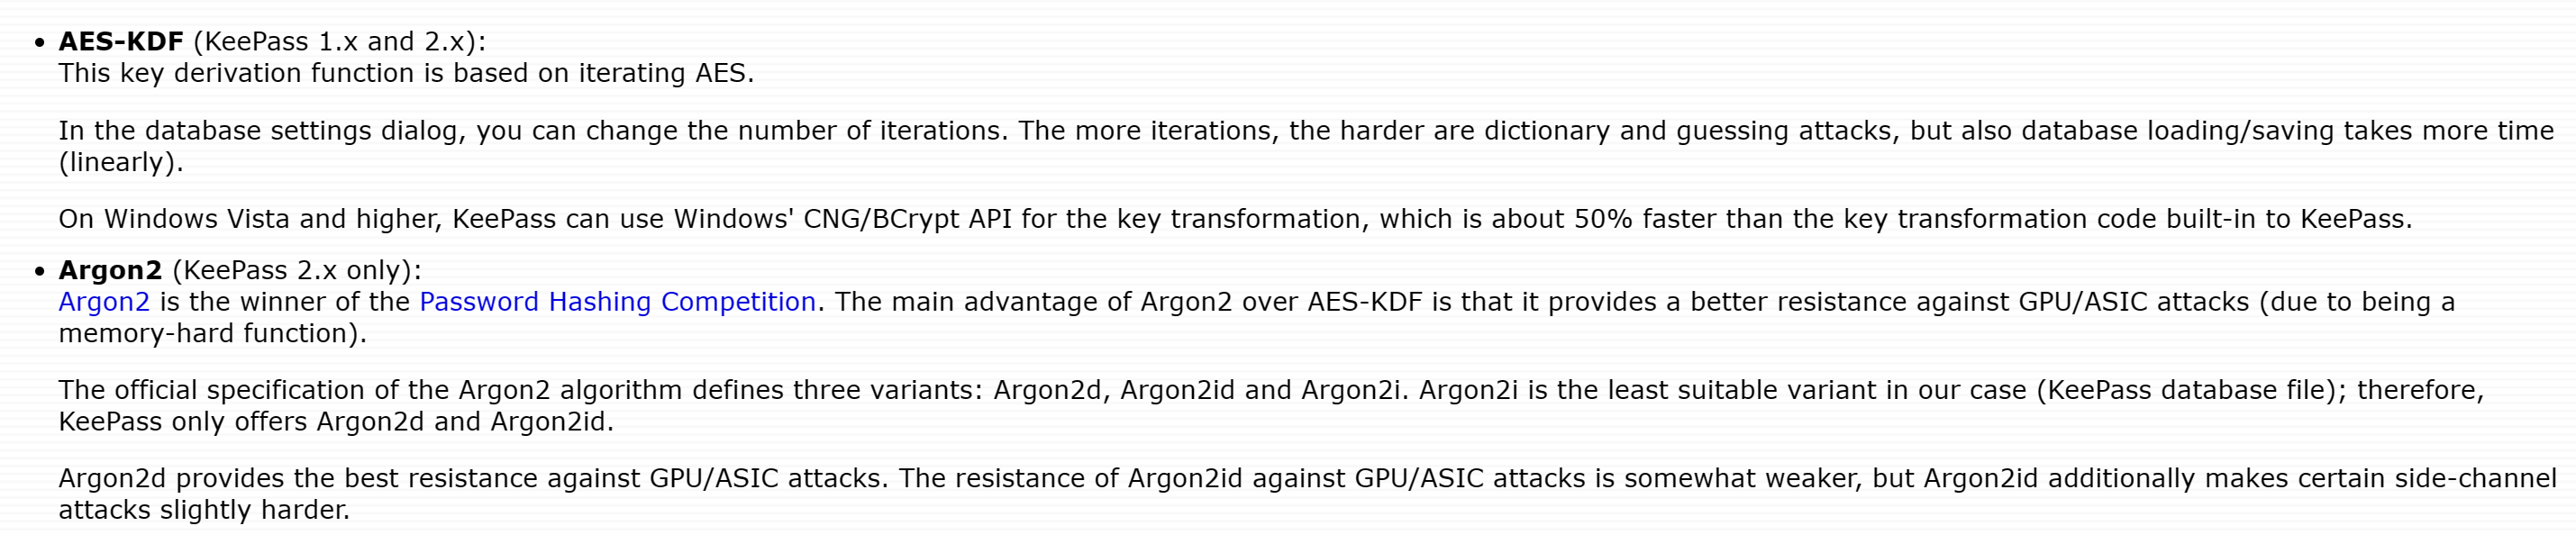 • AES-KDF (KeePass 1.x and 2.x):
This key derivation function is based on iterating AES.
In the database settings dialog, you can change the number of iterations. The more iterations, the harder are dictionary and guessing attacks, but also database loading/saving takes more time
(linearly).
On Windows Vista and higher, KeePass can use Windows' CNG/BCrypt API for the key transformation, which is about 50% faster than the key transformation code built-in to KeePass.
• Argon2 (KeePass 2.x only):
Argon2 is the winner of the Password Hashing Competition. The main advantage of Argon2 over AES-KDF is that it provides a better resistance against GPU/ASIC attacks (due to being a
memory-hard function).
The official specification of the Argon2 algorithm defines three variants: Argon2d, Argon2id and Argon2i. Argon2i is the least suitable variant in our case (KeePass database file); therefore,
KeePass only offers Argon2d and Argon2id.
Argon2d provides the best resistance against GPU/ASIC attacks. The resistance of Argon2id against GPU/ASIC attacks is somewhat weaker, but Argon2id additionally makes certain side-channel
attacks slightly harder.